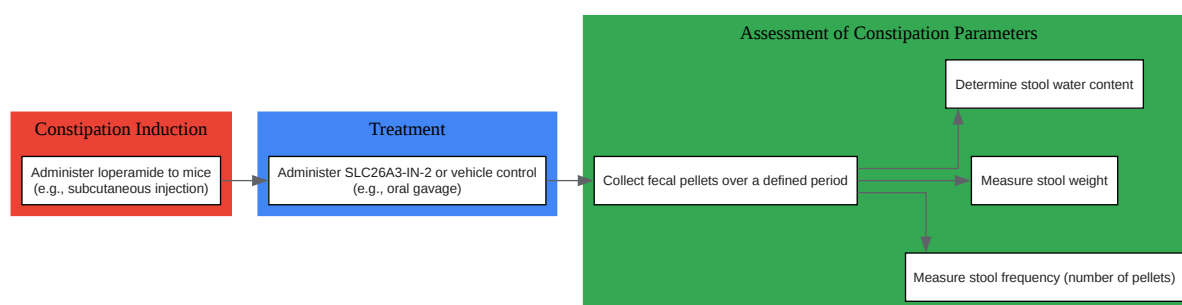 Constipation Induction
Administer loperamide to mice
(e.g., subcutaneous injection)
Treatment
Administer SLC26A3-IN-2 or vehicle control
(e.g., oral gavage)
Assessment of Constipation Parameters
Collect fecal pellets over a defined period
Determine stool water content
Measure stool weight
Measure stool frequency (number of pellets)